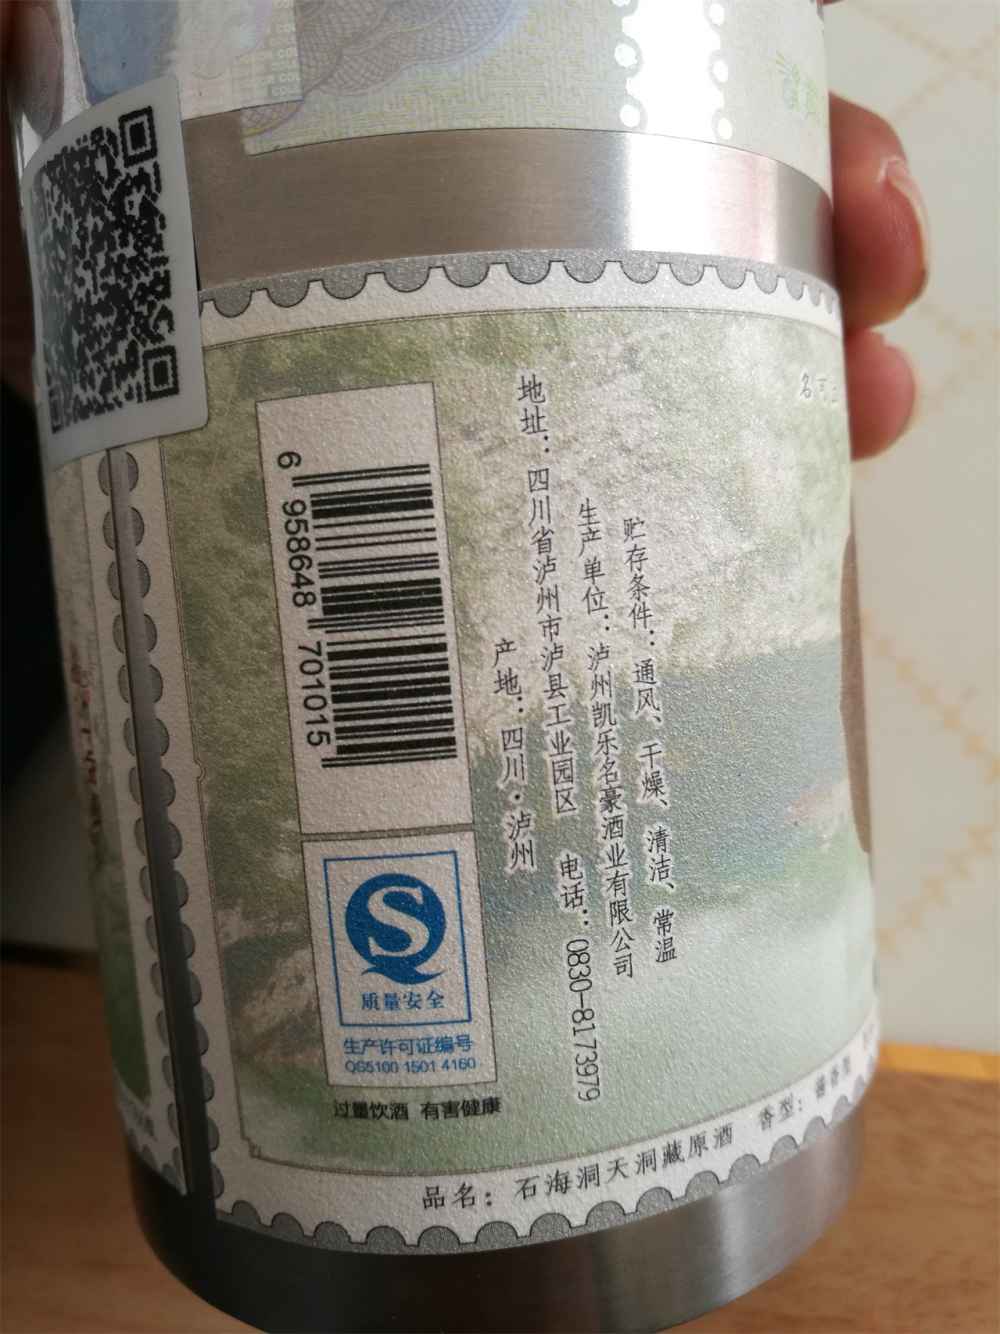 贮存条件：通风、干燥、清洁、常温
生产单位：泸州凯乐名豪酒业有限公司
地址：四川省泸州市泸县工业园区 电话：0830-8173979
产地：四川·泸州
6 958648 701015
质量安全
生产许可证编号
QS5100 1501 4160
过量饮酒 有害健康
品名：石海洞天洞藏原酒 香型：